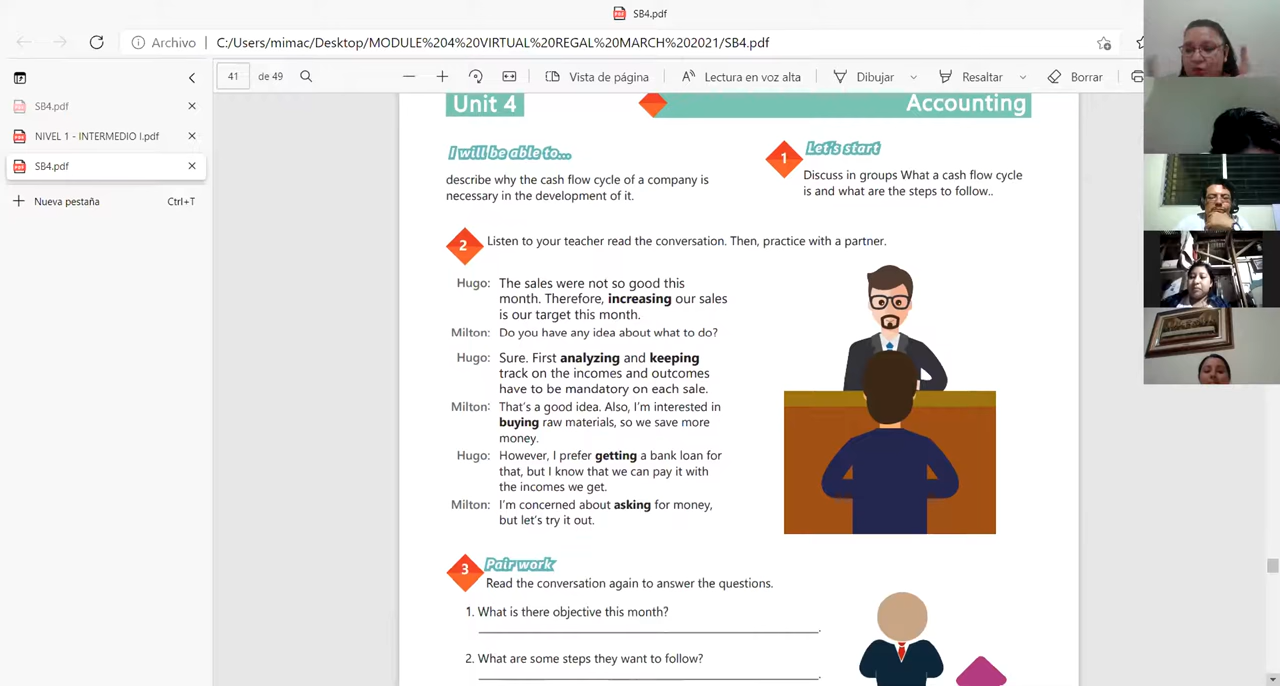 SB4.pdf
Archivo
C:/Users/mimac/Desktop/MODULE%204%20VIRTUAL%20REGAL%20MARCH%202021/SB4.pdf
41 de 49
Vista de página
Lectura en voz alta
Dibujar
Resaltar
Borrar
SB4.pdf
NIVEL 1 - INTERMEDIO I.pdf
SB4.pdf
Nueva pestaña
Ctrl+T
Unit 4
Accounting
I will be able to...
describe why the cash flow cycle of a company is
necessary in the development of it.
1
Let's start
Discuss in groups What a cash flow cycle
is and what are the steps to follow..
2
Listen to your teacher read the conversation. Then, practice with a partner.
Hugo: The sales were not so good this
month. Therefore, increasing our sales
is our target this month.
Milton: Do you have any idea about what to do?
Hugo: Sure. First analyzing and keeping
track on the incomes and outcomes
have to be mandatory on each sale.
Milton: That's a good idea. Also, I'm interested in
buying raw materials, so we save more
money.
Hugo: However, I prefer getting a bank loan for
that, but I know that we can pay it with
the incomes we get.
Milton: I'm concerned about asking for money,
but let's try it out.
3
Pair work
Read the conversation again to answer the questions.
1. What is there objective this month?
2. What are some steps they want to follow?